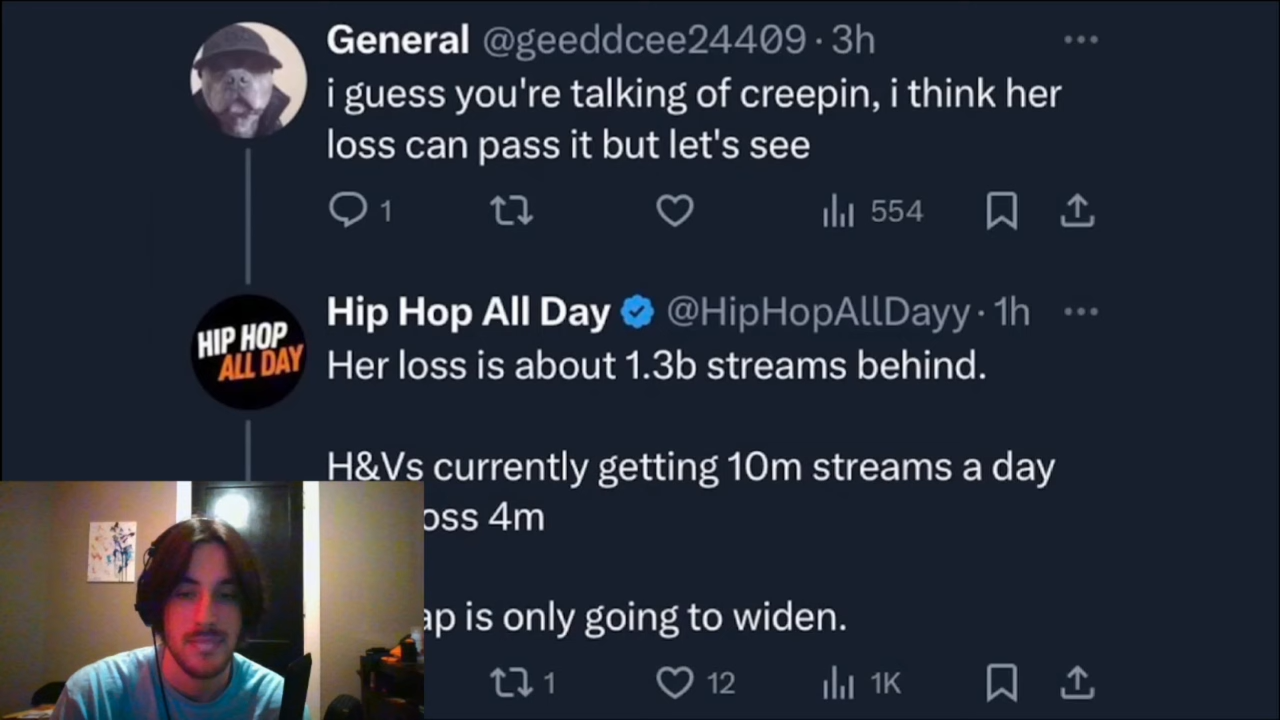 General @geeddcee24409 · 3h
i guess you're talking of creepin, i think her
loss can pass it but let's see
1 554
HIP HOP
ALL DAY
Hip Hop All Day @HipHopAllDayy · 1h
Her loss is about 1.3b streams behind.
H&Vs currently getting 10m streams a day
oss 4m
ap is only going to widen.
1 12 1K